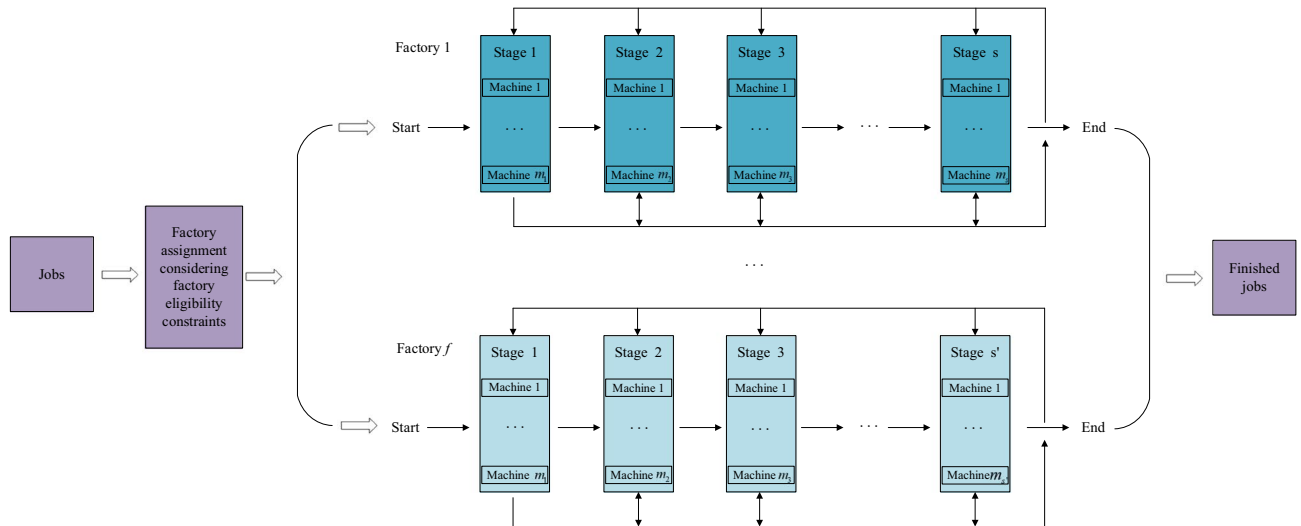 Jobs
Factory
assignment
considering
factory
eligibility
constraints
Factory 1
Start
Stage 1
Machine 1
. . .
Machine m₁
Stage 2
Machine 1
. . .
Machine m₂
Stage 3
Machine 1
. . .
Machine m₃
. . .
Stage s
Machine 1
. . .
Machine
End
. . .
Factory f
Start
Stage 1
Machine 1
. . .
Machine m₁
Stage 2
Machine 1
. . .
Machine m₂
Stage 3
Machine 1
. . .
Machine m₃
. . .
Stage s'
Machine 1
. . .
Machine
End
Finished
jobs